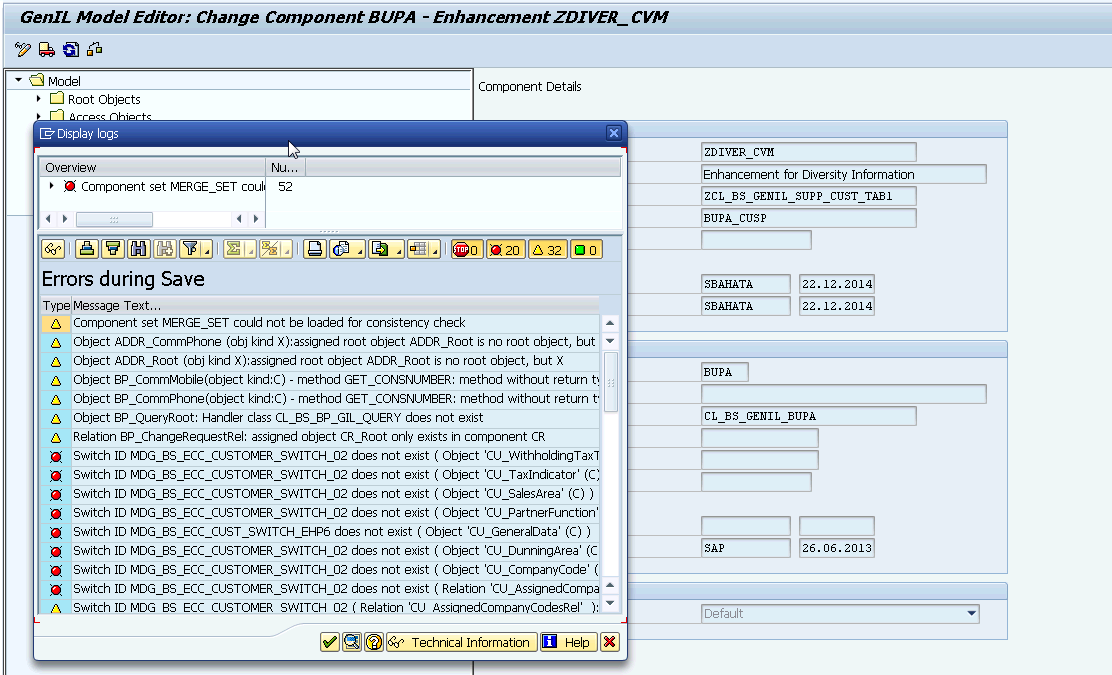 GenIL Model Editor: Change Component BUPA - Enhancement ZDIVER_CVM
Model
Root Objects
Access Objects
Component Details
ZDIVER_CVM
Enhancement for Diversity Information
ZCL_BS_GENIL_SUPP_CUST_TAB1
BUPA_CUSP
SBAHATA 22.12.2014
SBAHATA 22.12.2014
BUPA
CL_BS_GENIL_BUPA
SAP 26.06.2013
Default
Display logs
Overview Nu...
Component set MERGE_SET coul 52
STOP 0 20 32 0
Errors during Save
Type Message Text...
Component set MERGE_SET could not be loaded for consistency check
Object ADDR_CommPhone (obj kind X):assigned root object ADDR_Root is no root object, but
Object ADDR_Root (obj kind X):assigned root object ADDR_Root is no root object, but X
Object BP_CommMobile(object kind:C) - method GET_CONSNUMBER: method without return ty
Object BP_CommPhone(object kind:C) - method GET_CONSNUMBER: method without return ty
Object BP_QueryRoot: Handler class CL_BS_BP_GIL_QUERY does not exist
Relation BP_ChangeRequestRel: assigned object CR_Root only exists in component CR
Switch ID MDG_BS_ECC_CUSTOMER_SWITCH_02 does not exist ( Object 'CU_WithholdingTaxT
Switch ID MDG_BS_ECC_CUSTOMER_SWITCH_02 does not exist ( Object 'CU_TaxIndicator' (C)
Switch ID MDG_BS_ECC_CUSTOMER_SWITCH_02 does not exist ( Object 'CU_SalesArea' (C) )
Switch ID MDG_BS_ECC_CUSTOMER_SWITCH_02 does not exist ( Object 'CU_PartnerFunction'
Switch ID MDG_BS_ECC_CUST_SWITCH_EHP6 does not exist ( Object 'CU_GeneralData' (C) )
Switch ID MDG_BS_ECC_CUSTOMER_SWITCH_02 does not exist ( Object 'CU_DunningArea' (C
Switch ID MDG_BS_ECC_CUSTOMER_SWITCH_02 does not exist ( Object 'CU_CompanyCode' (
Switch ID MDG_BS_ECC_CUSTOMER_SWITCH_02 does not exist ( Relation 'CU_AssignedCompa
Switch ID MDG_BS_ECC_CUSTOMER_SWITCH_02 ( Relation 'CU_AssignedCompanyCodesRel' ):
Technical Information Help